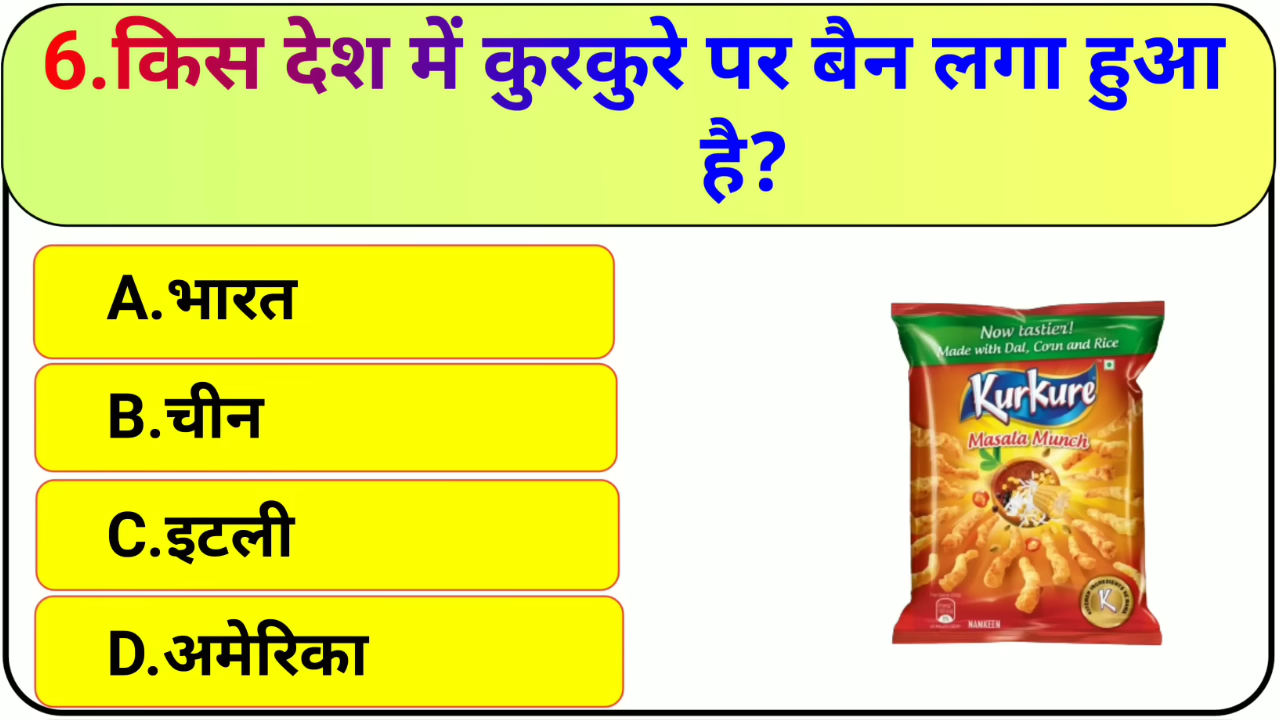 6.किस देश में कुरकुरे पर बैन लगा हुआ
है?
A.भारत
B.चीन
C.इटली
D.अमेरिका
Now tastier!
Made with Dal, Corn and Rice
Kurkure
Masala Munch
K
NAMKEEN